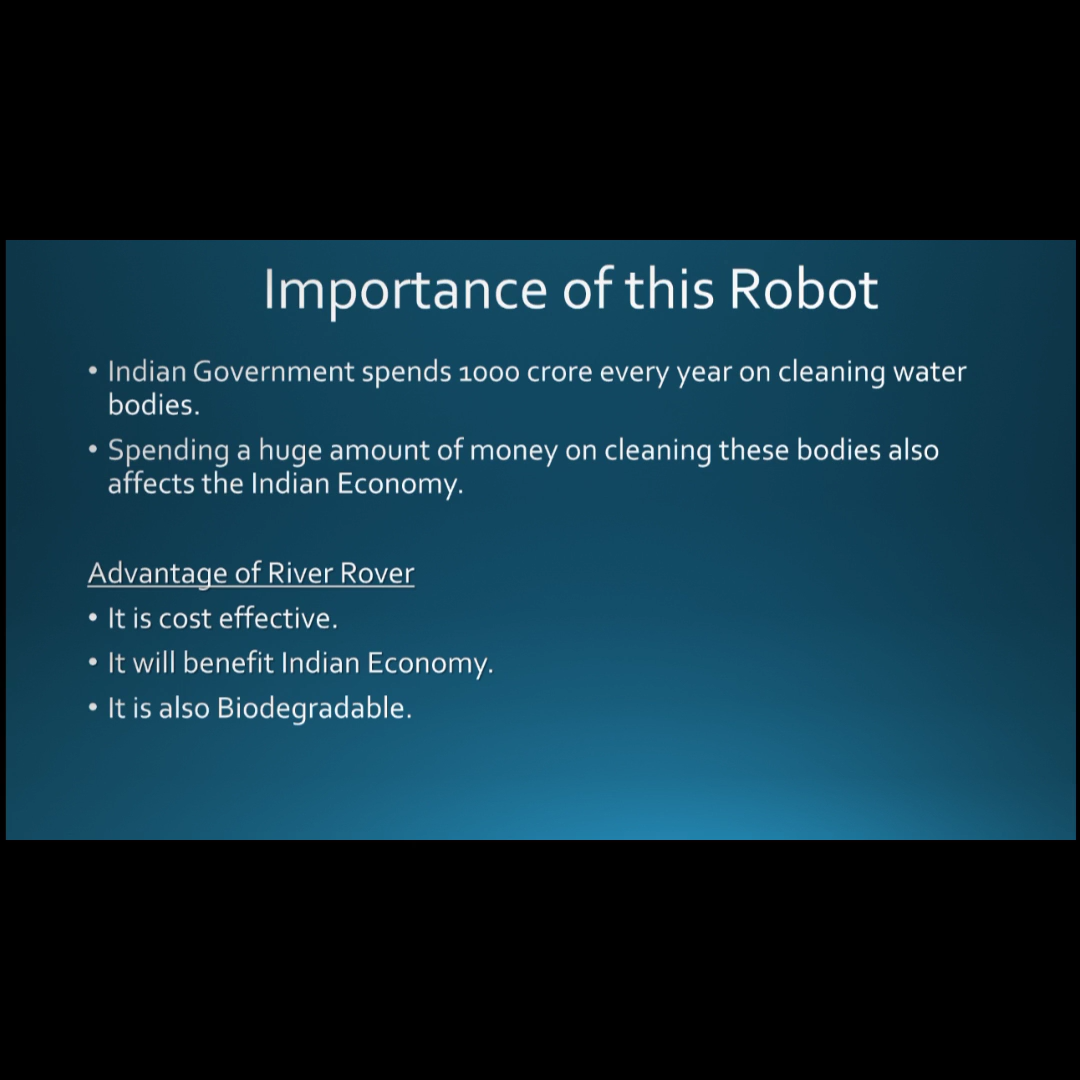 Importance of this Robot
• Indian Government spends 1000 crore every year on cleaning water
bodies.
• Spending a huge amount of money on cleaning these bodies also
affects the Indian Economy.
Advantage of River Rover
• It is cost effective.
• It will benefit Indian Economy.
• It is also Biodegradable.